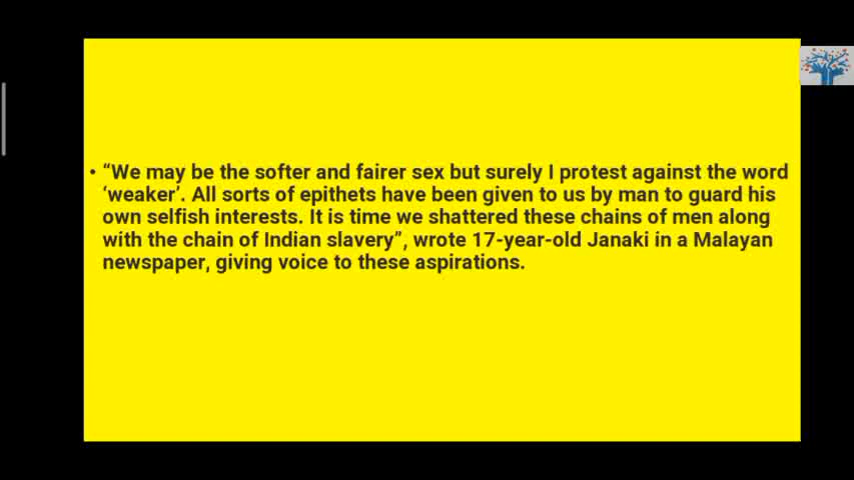 • “We may be the softer and fairer sex but surely I protest against the word
‘weaker’. All sorts of epithets have been given to us by man to guard his
own selfish interests. It is time we shattered these chains of men along
with the chain of Indian slavery”, wrote 17-year-old Janaki in a Malayan
newspaper, giving voice to these aspirations.